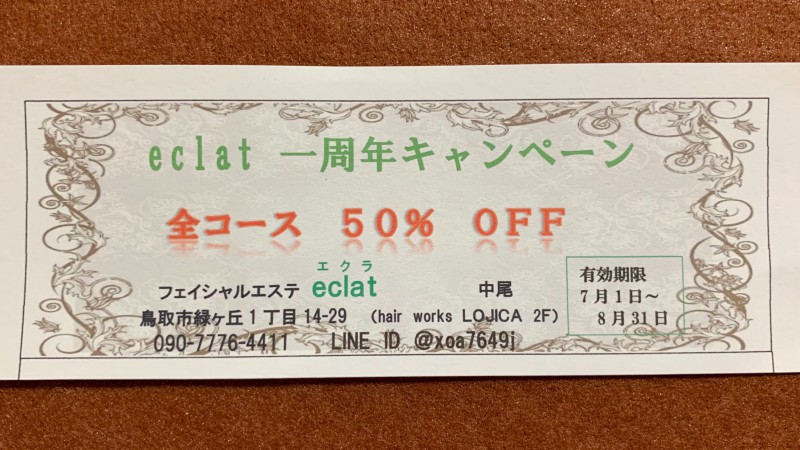 eclat 一周年キャンペーン
全コース 50% OFF
エクラ
フェイシャルエステ eclat 中尾
鳥取市緑ヶ丘1丁目14-29 (hair works LOJICA 2F)
090-7776-4411 LINE ID @xoa7649j
有効期限
7月1日~
8月31日